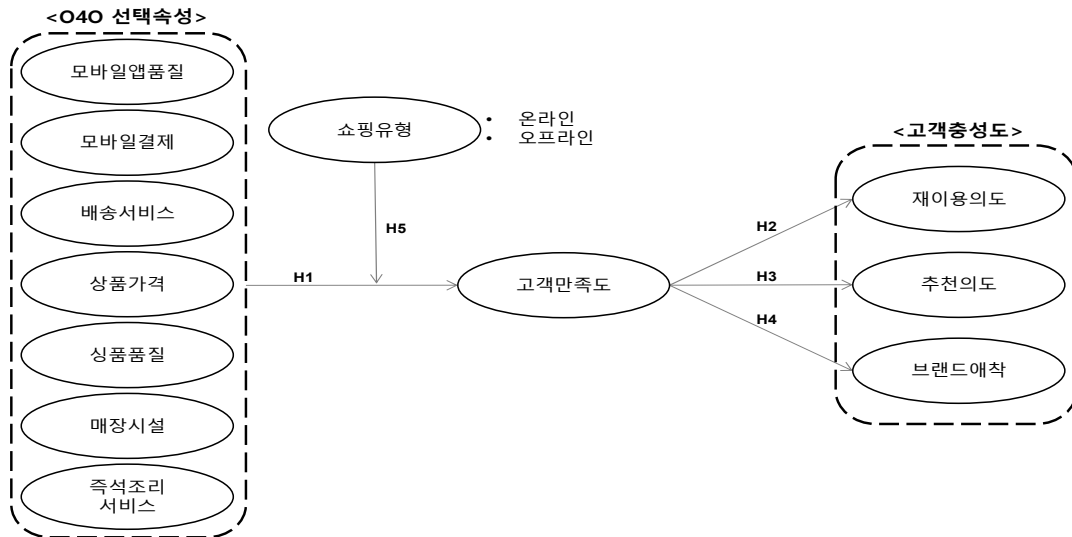 <O4O 선택속성>
모바일앱품질
모바일결제
배송서비스
상품가격
싱품품질
매장시설
즉석조리
서비스
쇼핑유형
: 온라인
: 오프라인
H5
H1
고객만족도
H2
H3
H4
<고객충성도>
재이용의도
추천의도
브랜드애착